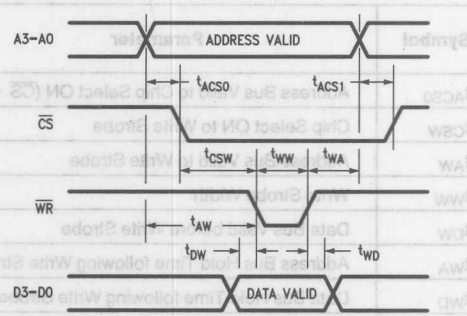 A3-A0
ADDRESS VALID
Symbol
Parameter
tACS0
tACS1
Address Bus Valid to Chip Select ON (CS =
CS
Chip Select ON to Write Strobe
tCSW
tWW
tWA
Address Bus Valid to Write Strobe
WR
Write Strobe Width
tAW
Data Bus Valid before Write Strobe
tDW
tWD
Address Bus Hold Time following Write Str
D3-D0
DATA VALID
Data Bus Hold Time following Write Strobe